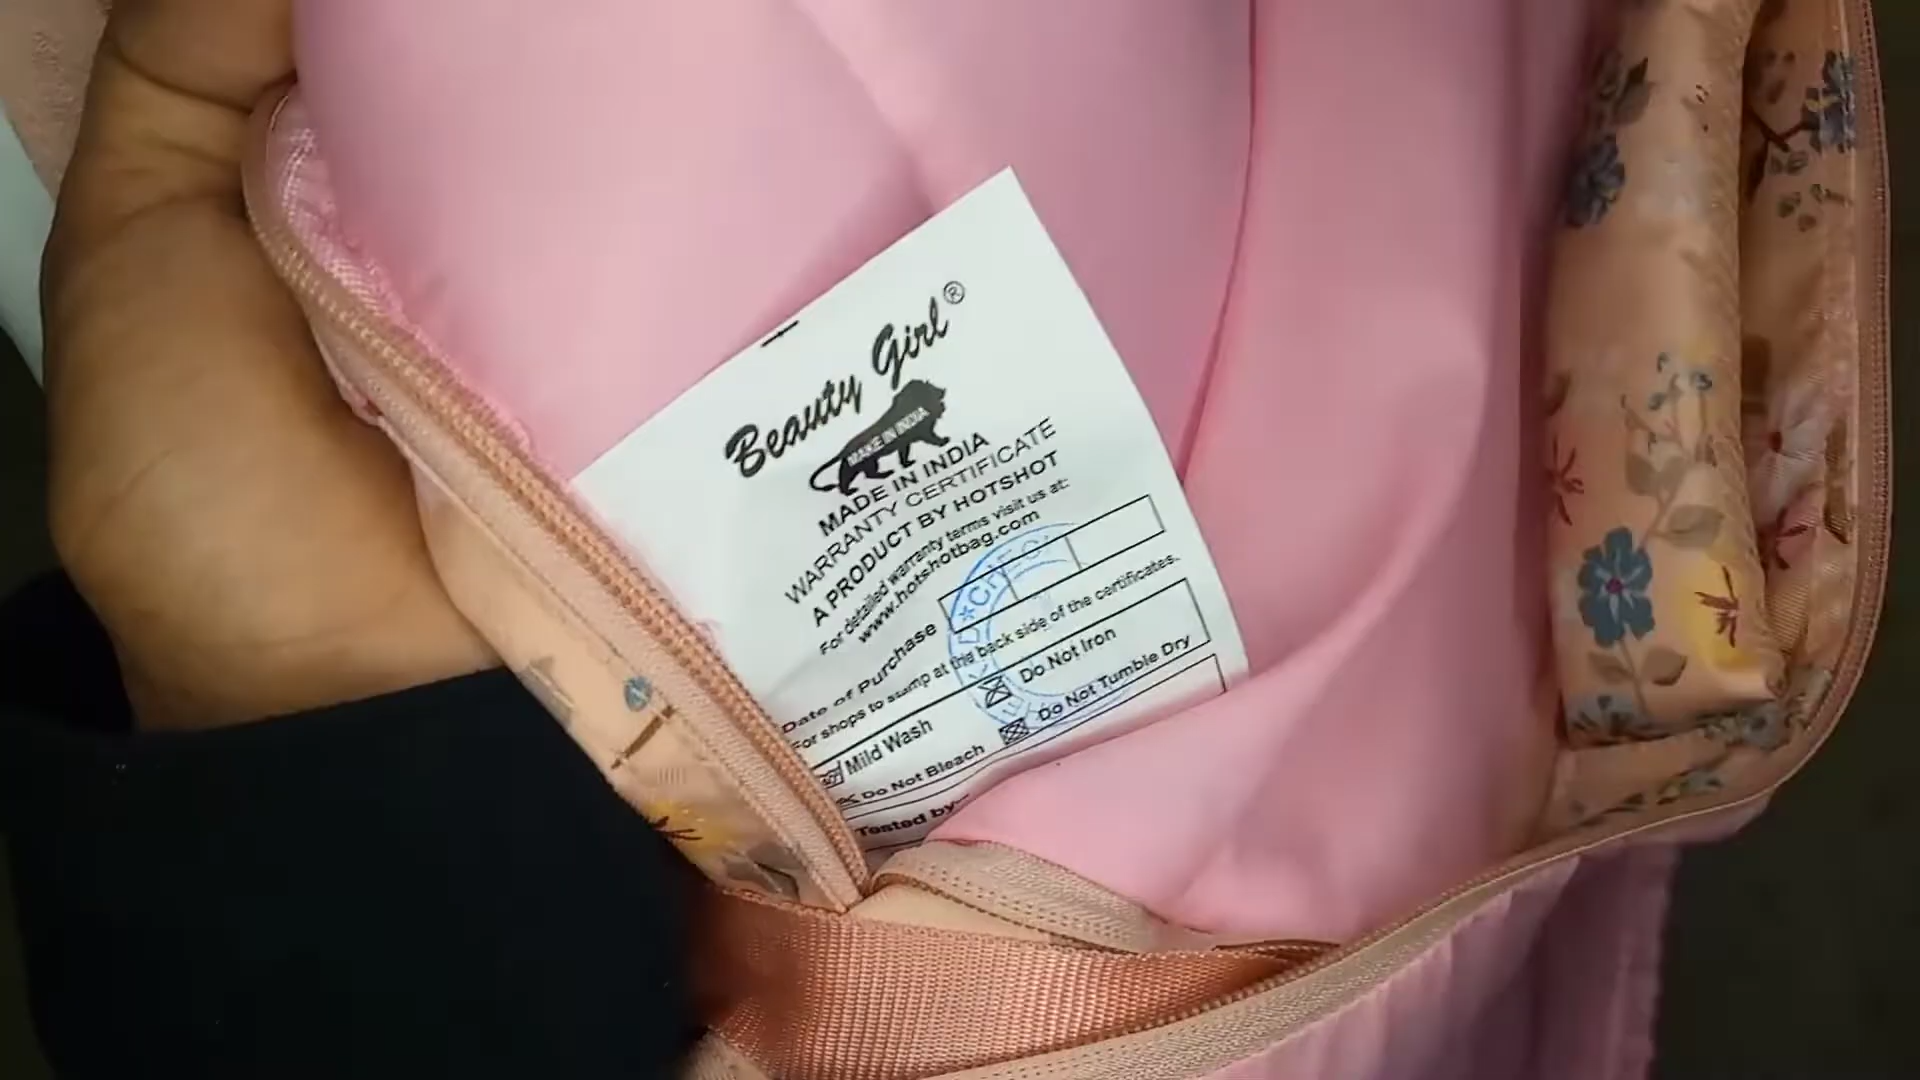 Beauty Girl®
MAKE IN INDIA
MADE IN INDIA
WARRANTY CERTIFICATE
A PRODUCT BY HOTSHOT
For detailed warranty terms visit us at:
www.hotshotbag.com
Date of Purchase
For shops to stamp at the back side of the certificates.
Mild Wash Do Not Iron
Do Not Bleach Do Not Tumble Dry
Tested by